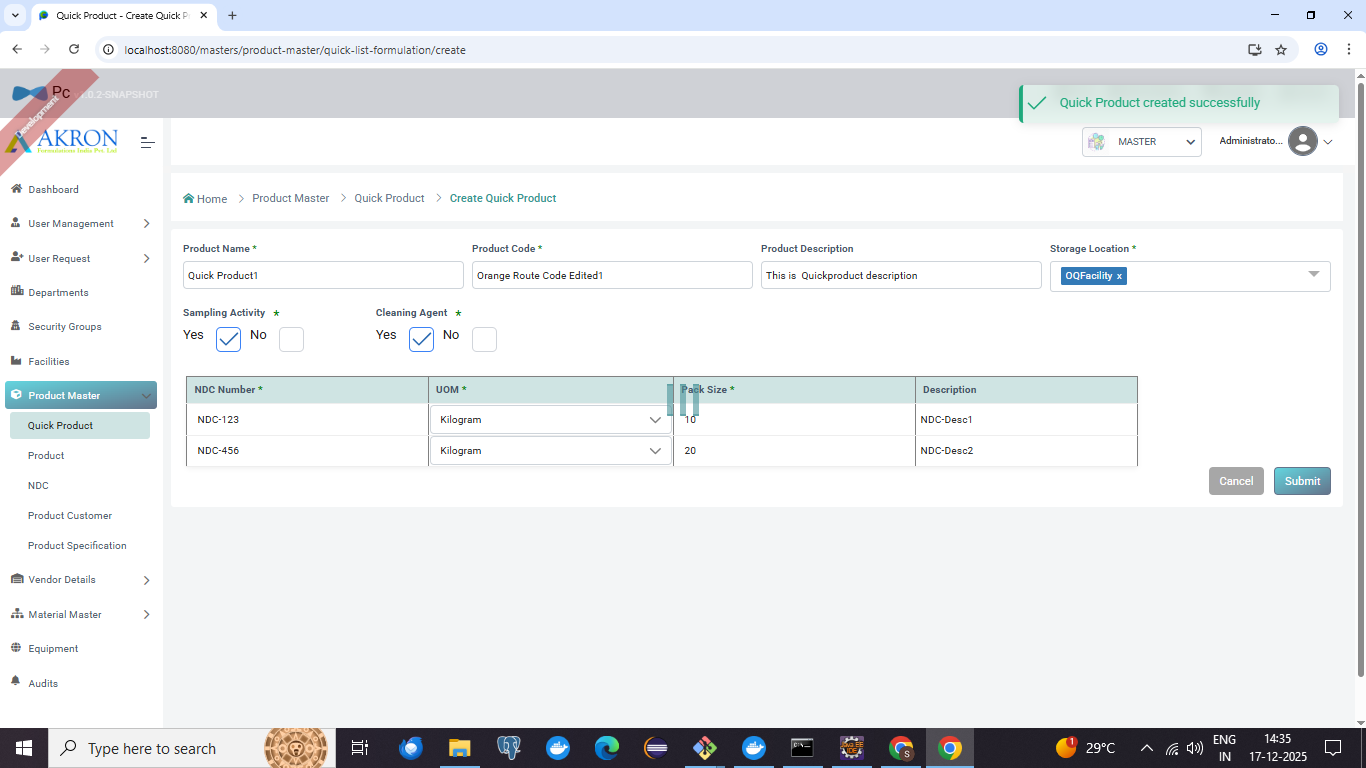 Quick Product - Create Quick P
localhost:8080/masters/product-master/quick-list-formulation/create
Pc
1.0.2-SNAPSHOT
Development
Quick Product created successfully
AKRON
Formulations India Pvt Ltd
MASTER
Administrato...
Dashboard
User Management
User Request
Departments
Security Groups
Facilities
Product Master
Quick Product
Product
NDC
Product Customer
Product Specification
Vendor Details
Material Master
Equipment
Audits
Home > Product Master > Quick Product > Create Quick Product
Product Name * Product Code * Product Description Storage Location *
Quick Product1 Orange Route Code Edited1 This is  Quickproduct description OQFacility x
Sampling Activity * Cleaning Agent *
Yes No Yes No
NDC Number * UOM * Pack Size * Description
NDC-123 Kilogram 10 NDC-Desc1
NDC-456 Kilogram 20 NDC-Desc2
Cancel Submit
Type here to search
1
29°C
ENG
IN
14:35
17-12-2025